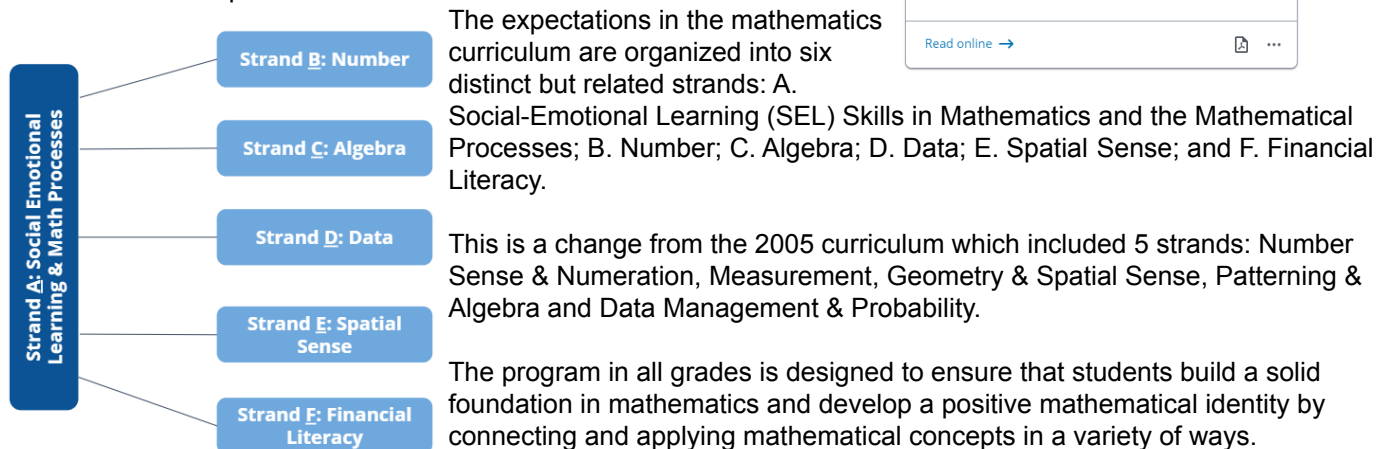 The expectations in the mathematics
curriculum are organized into six
distinct but related strands: A.
Social-Emotional Learning (SEL) Skills in Mathematics and the Mathematical
Processes; B. Number; C. Algebra; D. Data; E. Spatial Sense; and F. Financial
Literacy.
This is a change from the 2005 curriculum which included 5 strands: Number
Sense & Numeration, Measurement, Geometry & Spatial Sense, Patterning &
Algebra and Data Management & Probability.
The program in all grades is designed to ensure that students build a solid
foundation in mathematics and develop a positive mathematical identity by
connecting and applying mathematical concepts in a variety of ways.
Read online →
Strand A: Social Emotional
Learning & Math Processes
Strand B: Number
Strand C: Algebra
Strand D: Data
Strand E: Spatial
Sense
Strand F: Financial
Literacy